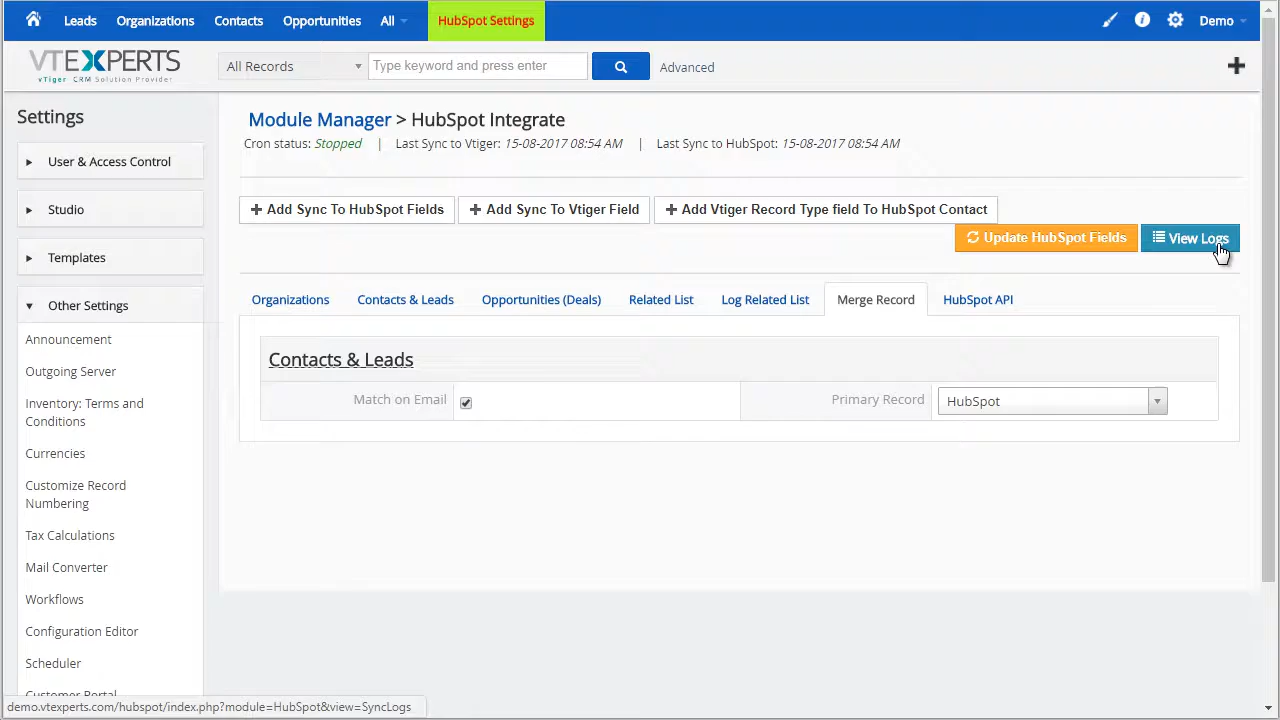 Leads Organizations Contacts Opportunities All HubSpot Settings Demo
VTEXPERTS
vTiger CRM Solution Provider
All Records Type keyword and press enter Advanced
Settings
User & Access Control
Studio
Templates
Other Settings
Announcement
Outgoing Server
Inventory: Terms and
Conditions
Currencies
Customize Record
Numbering
Tax Calculations
Mail Converter
Workflows
Configuration Editor
Scheduler
Customer Portal
Module Manager > HubSpot Integrate
Cron status: Stopped | Last Sync to Vtiger: 15-08-2017 08:54 AM | Last Sync to HubSpot: 15-08-2017 08:54 AM
Add Sync To HubSpot Fields Add Sync To Vtiger Field Add Vtiger Record Type field To HubSpot Contact
Update HubSpot Fields View Logs
Organizations Contacts & Leads Opportunities (Deals) Related List Log Related List Merge Record HubSpot API
Contacts & Leads
Match on Email Primary Record HubSpot
demo.vtexperts.com/hubspot/index.php?module=HubSpot&view=SyncLogs